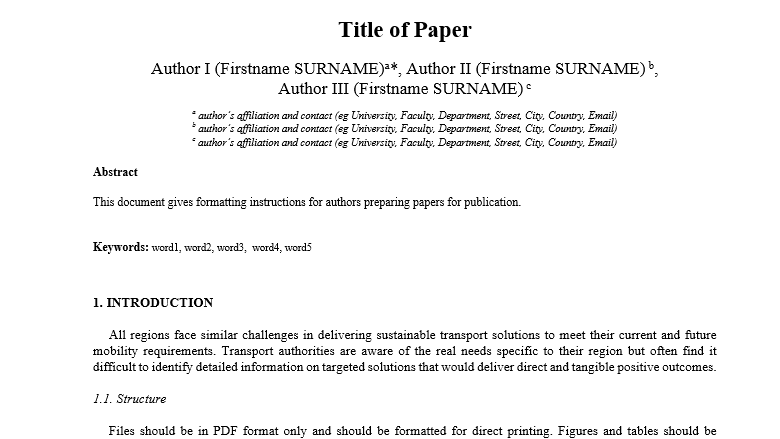 Title of Paper
Author I (Firstname SURNAME)ᵃ*, Author II (Firstname SURNAME) ᵇ,
Author III (Firstname SURNAME) ᶜ
ᵃ author´s affiliation and contact (eg University, Faculty, Department, Street, City, Country, Email)
ᵇ author´s affiliation and contact (eg University, Faculty, Department, Street, City, Country, Email)
ᶜ author´s affiliation and contact (eg University, Faculty, Department, Street, City, Country, Email)
Abstract
This document gives formatting instructions for authors preparing papers for publication.
Keywords: word1, word2, word3, word4, word5
1. INTRODUCTION
All regions face similar challenges in delivering sustainable transport solutions to meet their current and future
mobility requirements. Transport authorities are aware of the real needs specific to their region but often find it
difficult to identify detailed information on targeted solutions that would deliver direct and tangible positive outcomes.
1.1. Structure
Files should be in PDF format only and should be formatted for direct printing. Figures and tables should be